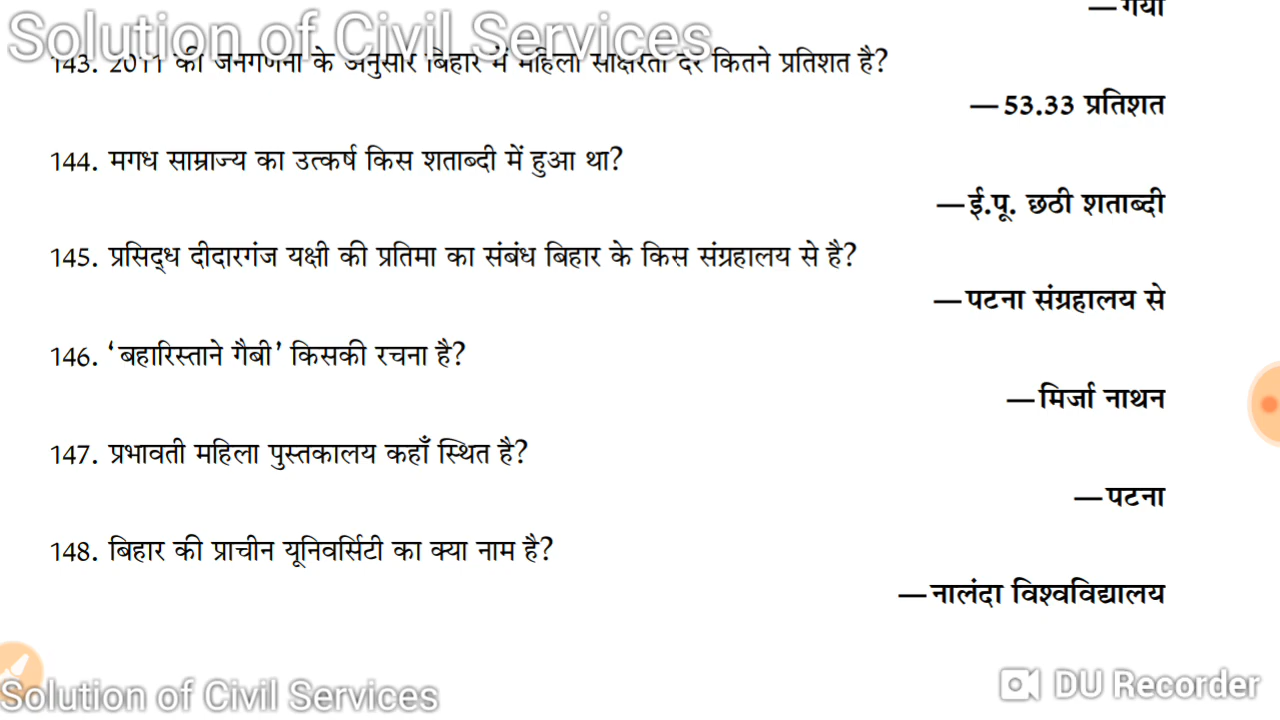 —गया
Solution of Civil Services
143. 2011 की जनगणना के अनुसार बिहार में महिला साक्षरता दर कितने प्रतिशत है?
—53.33 प्रतिशत
144. मगध साम्राज्य का उत्कर्ष किस शताब्दी में हुआ था?
—ई.पू. छठी शताब्दी
145. प्रसिद्ध दीदारगंज यक्षी की प्रतिमा का संबंध बिहार के किस संग्रहालय से है?
—पटना संग्रहालय से
146. ‘बहारिस्ताने गैबी’ किसकी रचना है?
—मिर्जा नाथन
147. प्रभावती महिला पुस्तकालय कहाँ स्थित है?
—पटना
148. बिहार की प्राचीन यूनिवर्सिटी का क्या नाम है?
—नालंदा विश्वविद्यालय
Solution of Civil Services
DU Recorder